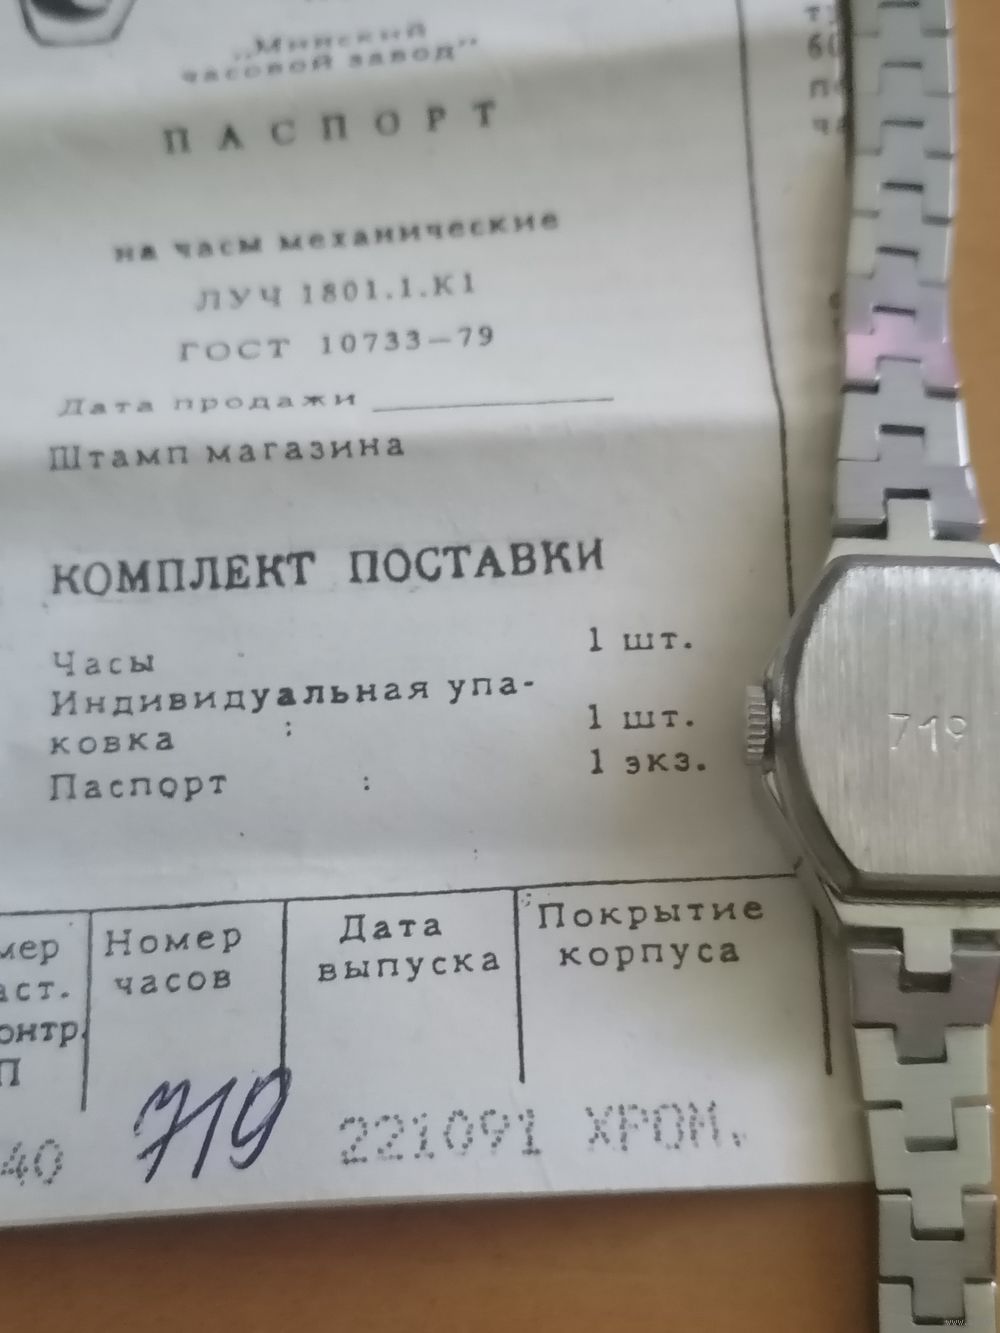 „Минский
часовой завод"
ПАСПОРТ
на часы механические
ЛУЧ 1801.1.К1
ГОСТ 10733—79
Дата продажи
Штамп магазина
КОМПЛЕКТ ПОСТАВКИ
Часы 1 шт.
Индивидуальная упа-
ковка : 1 шт.
Паспорт : 1 экз.
Номер
часов
Дата
выпуска
Покрытие
корпуса
40 719 221091 ХРОМ.
719